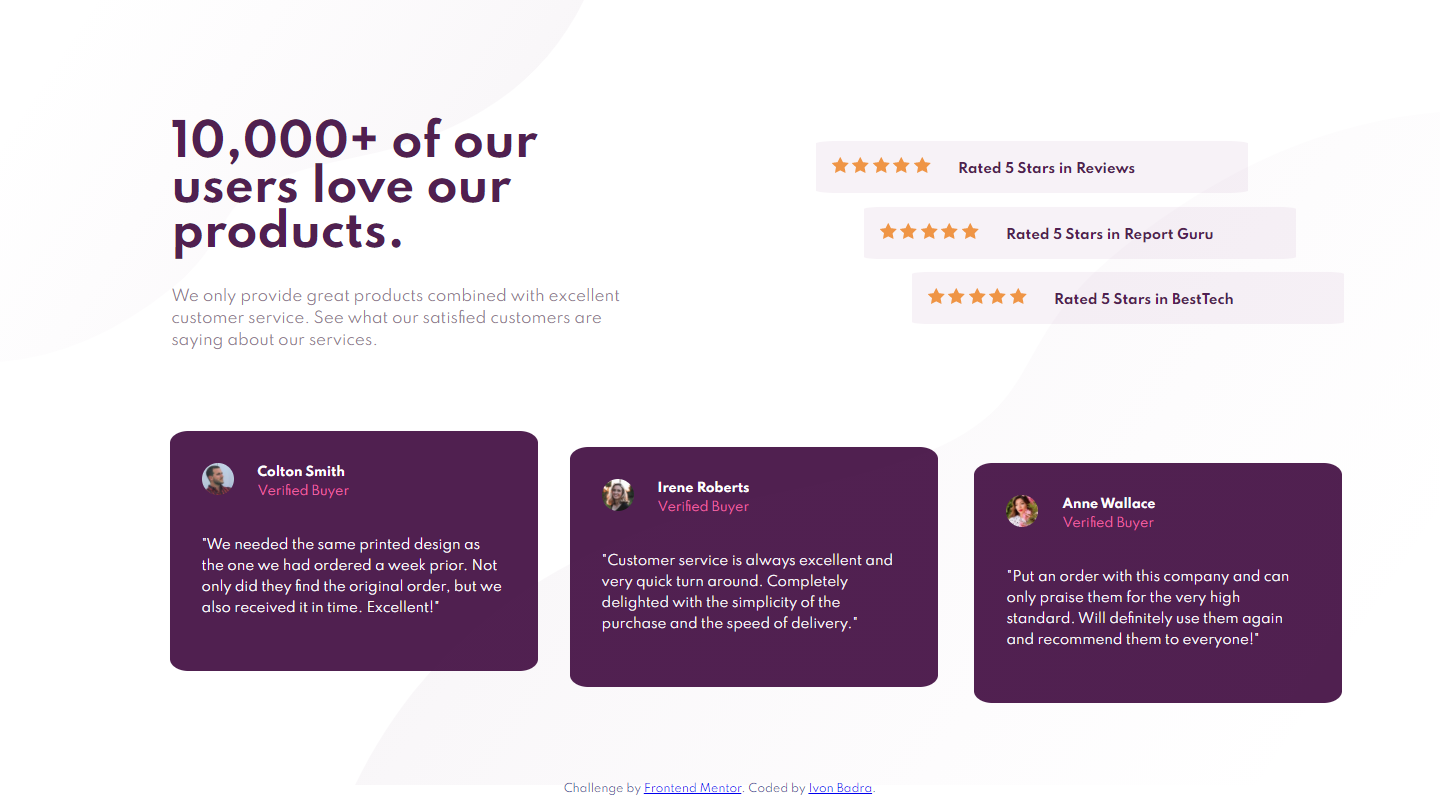 10,000+ of our
users love our
products.
We only provide great products combined with excellent
customer service. See what our satisfied customers are
saying about our services.
Rated 5 Stars in Reviews
Rated 5 Stars in Report Guru
Rated 5 Stars in BestTech
Colton Smith
Verified Buyer
"We needed the same printed design as
the one we had ordered a week prior. Not
only did they find the original order, but we
also received it in time. Excellent!"
Irene Roberts
Verified Buyer
"Customer service is always excellent and
very quick turn around. Completely
delighted with the simplicity of the
purchase and the speed of delivery."
Anne Wallace
Verified Buyer
"Put an order with this company and can
only praise them for the very high
standard. Will definitely use them again
and recommend them to everyone!"
Challenge by Frontend Mentor. Coded by Ivon Badra.